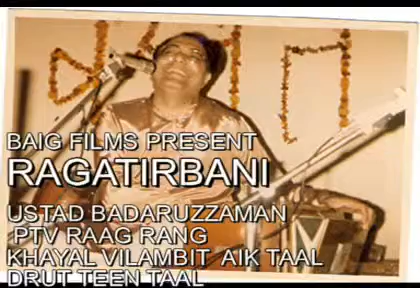 BAIG FILMS PRESENT
RAGATIRBANI
USTAD BADARUZZAMAN
PTV RAAG RANG
KHAYAL VILAMBIT AIK TAAL
DRUT TEEN TAAL